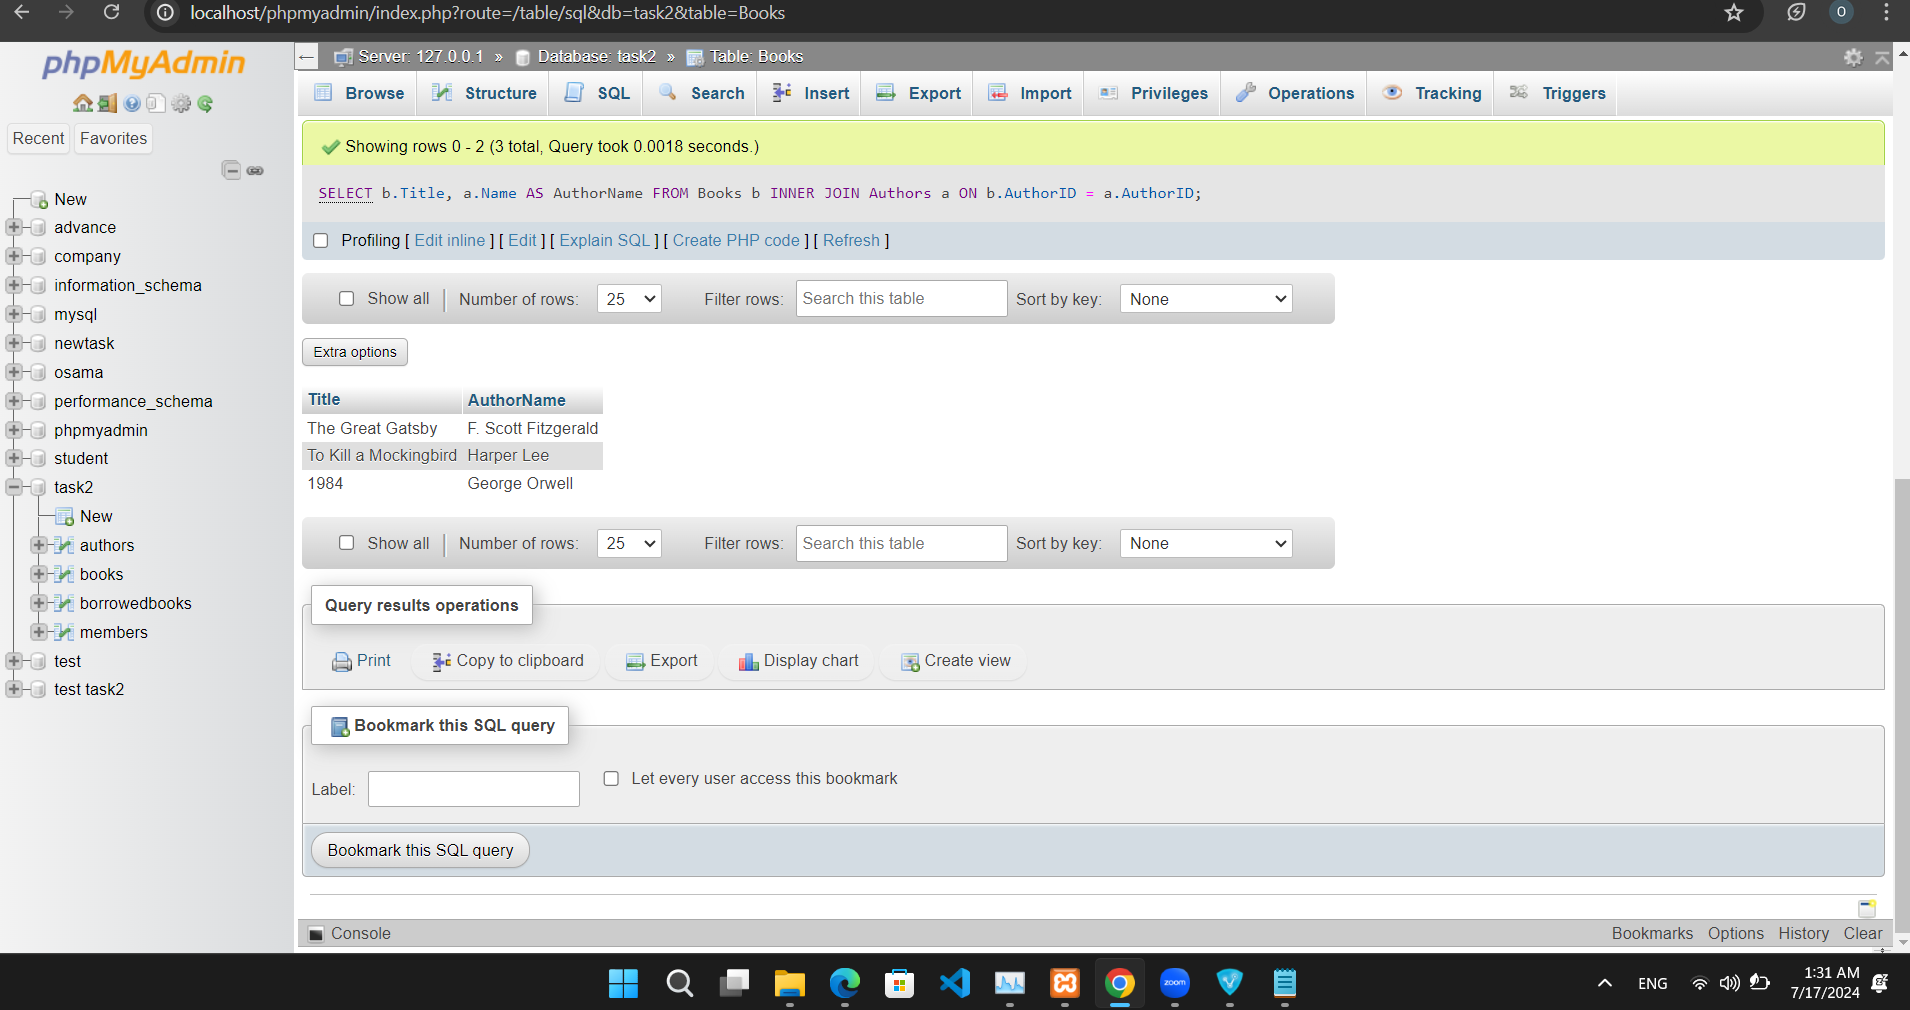 localhost/phpmyadmin/index.php?route=/table/sql&db=task2&table=Books
O
phpMyAdmin
Recent
Favorites
New
advance
company
information_schema
mysql
newtask
osama
performance_schema
phpmyadmin
student
task2
New
authors
books
borrowedbooks
members
test
test task2
Server: 127.0.0.1 » Database: task2 » Table: Books
Browse Structure SQL Search Insert Export Import Privileges Operations Tracking Triggers
Showing rows 0 - 2 (3 total, Query took 0.0018 seconds.)
SELECT b.Title, a.Name AS AuthorName FROM Books b INNER JOIN Authors a ON b.AuthorID = a.AuthorID;
Profiling [ Edit inline ] [ Edit ] [ Explain SQL ] [ Create PHP code ] [ Refresh ]
Show all Number of rows: 25 Filter rows: Search this table Sort by key: None
Extra options
Title AuthorName
The Great Gatsby F. Scott Fitzgerald
To Kill a Mockingbird Harper Lee
1984 George Orwell
Show all Number of rows: 25 Filter rows: Search this table Sort by key: None
Query results operations
Print Copy to clipboard Export Display chart Create view
Bookmark this SQL query
Label: Let every user access this bookmark
Bookmark this SQL query
Console Bookmarks Options History Clear
zoom
ENG
1:31 AM
7/17/2024